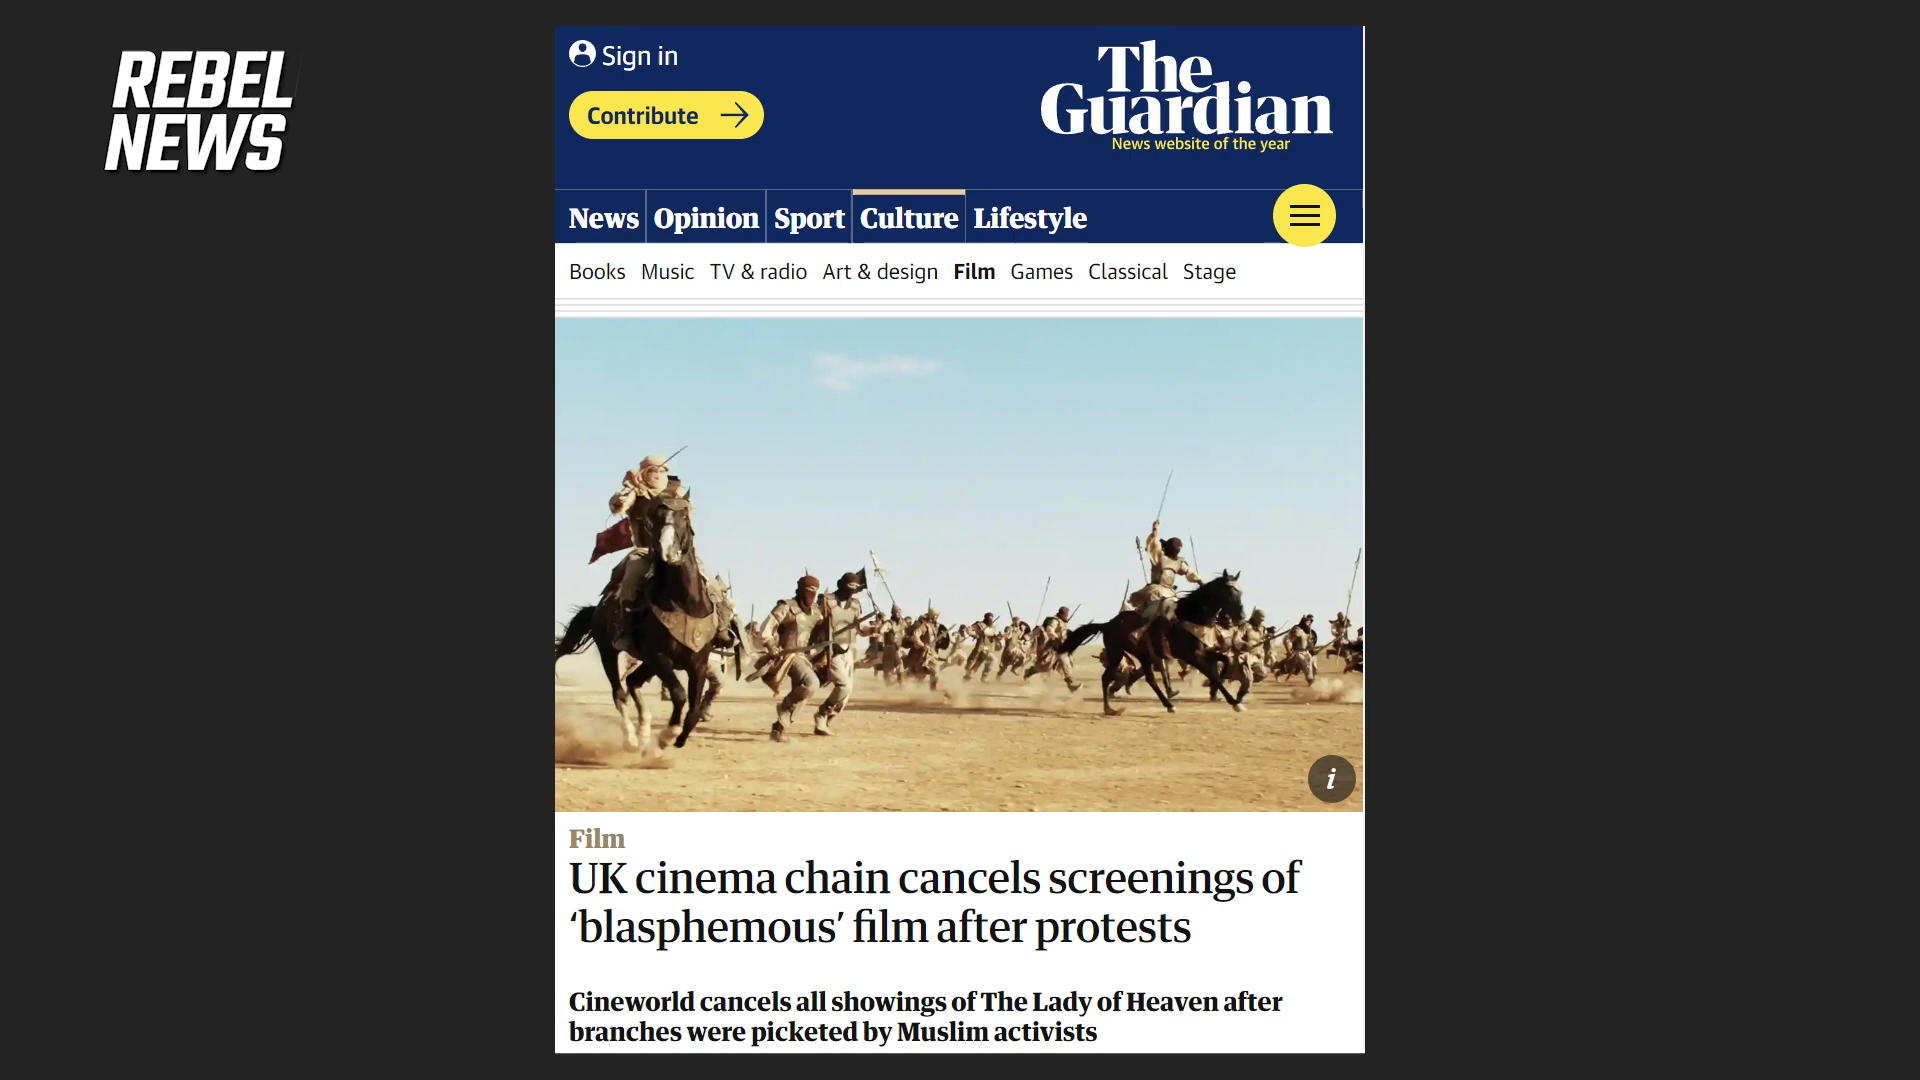 REBEL
NEWS
Sign in
Contribute
The
Guardian
News website of the year
News Opinion Sport Culture Lifestyle
Books Music TV & radio Art & design Film Games Classical Stage
i
Film
UK cinema chain cancels screenings of
‘blasphemous’ film after protests
Cineworld cancels all showings of The Lady of Heaven after
branches were picketed by Muslim activists